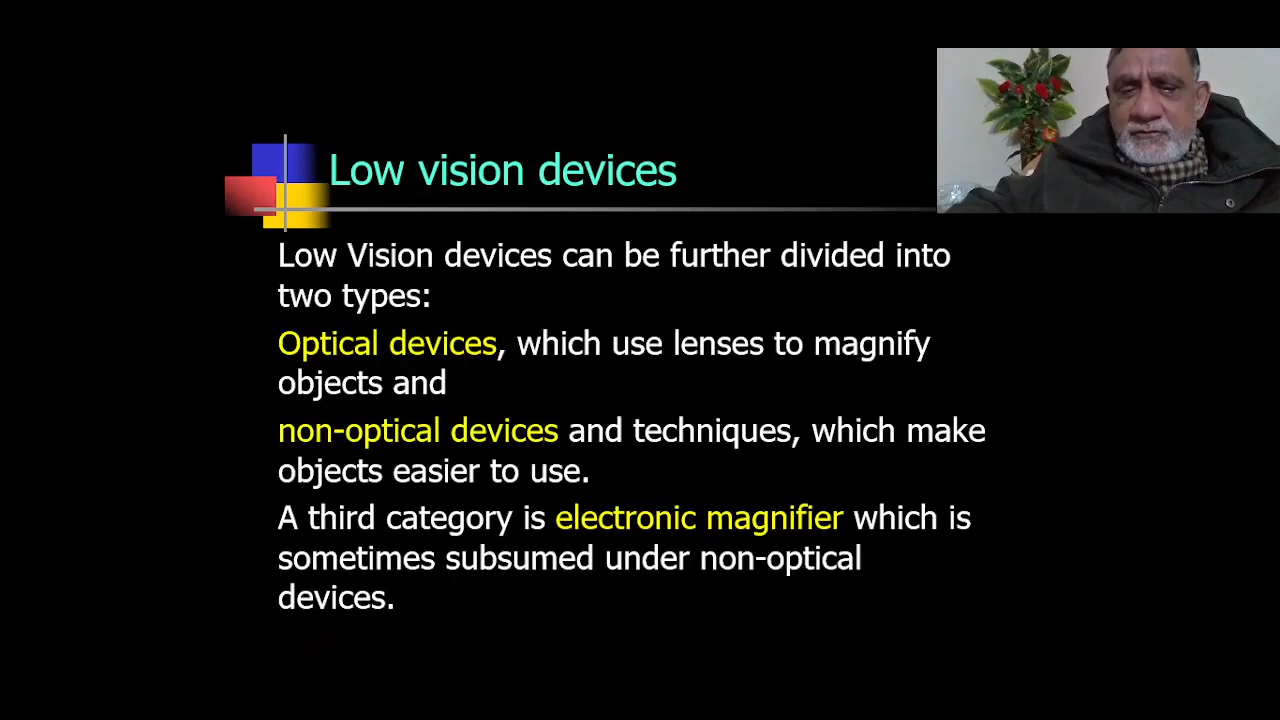 Low vision devices
Low Vision devices can be further divided into
two types:
Optical devices, which use lenses to magnify
objects and
non-optical devices and techniques, which make
objects easier to use.
A third category is electronic magnifier which is
sometimes subsumed under non-optical
devices.